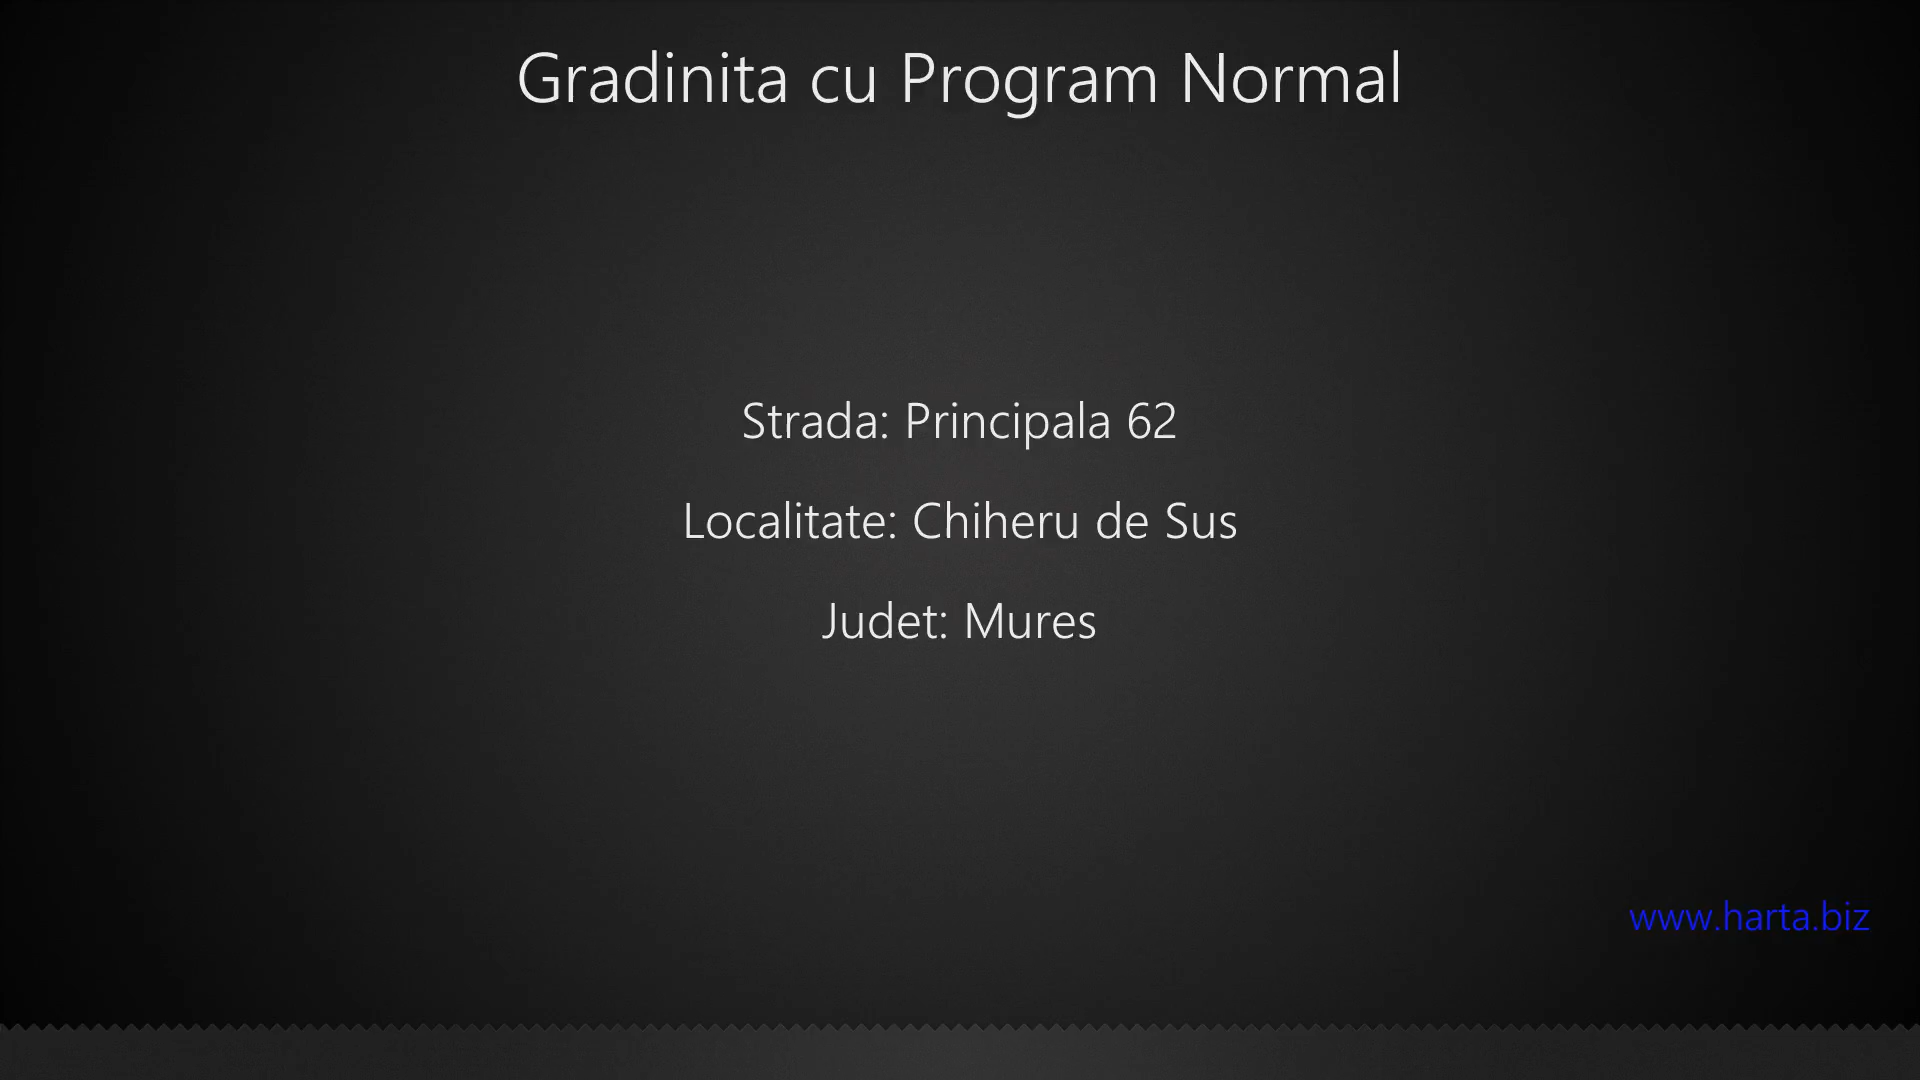 Gradinita cu Program Normal
Strada: Principala 62
Localitate: Chiheru de Sus
Judet: Mures
www.harta.biz